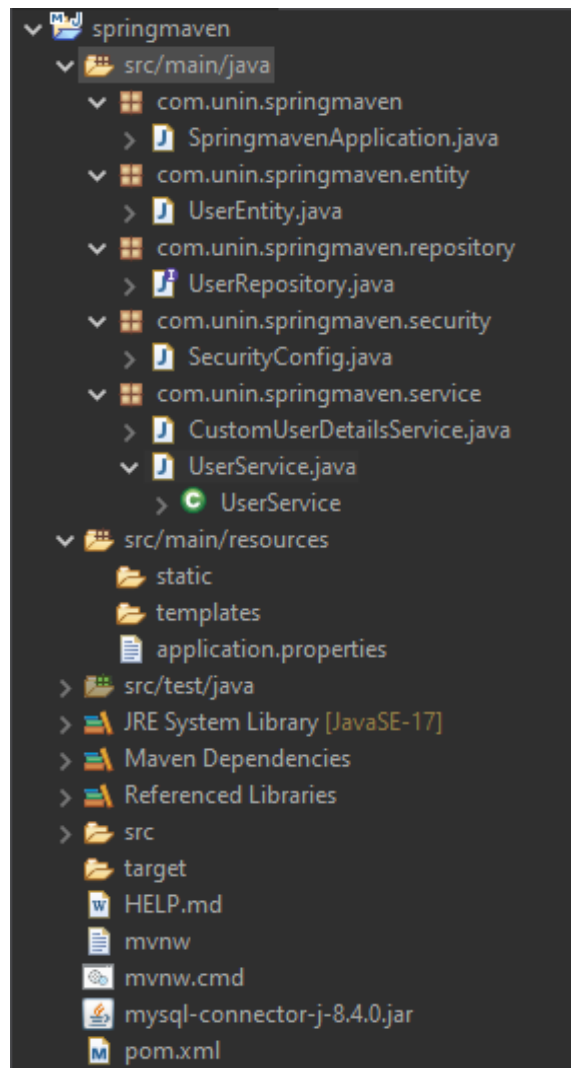 springmaven
src/main/java
com.unin.springmaven
SpringmavenApplication.java
com.unin.springmaven.entity
UserEntity.java
com.unin.springmaven.repository
UserRepository.java
com.unin.springmaven.security
SecurityConfig.java
com.unin.springmaven.service
CustomUserDetailsService.java
UserService.java
UserService
src/main/resources
static
templates
application.properties
src/test/java
JRE System Library [JavaSE-17]
Maven Dependencies
Referenced Libraries
src
target
HELP.md
mvnw
mvnw.cmd
mysql-connector-j-8.4.0.jar
pom.xml